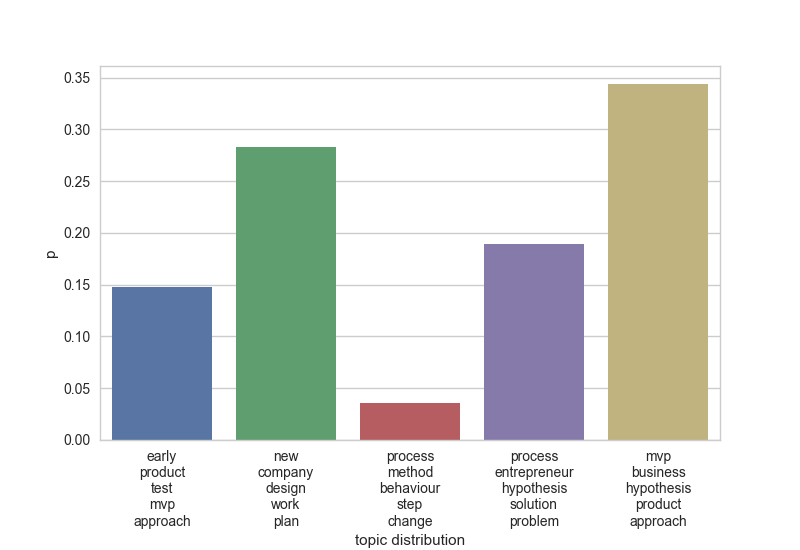 0.35
0.30
0.25
0.20
0.15
0.10
0.05
0.00
p
early
product
test
mvp
approach
new
company
design
work
plan
process
method
behaviour
step
change
process
entrepreneur
hypothesis
solution
problem
mvp
business
hypothesis
product
approach
topic distribution